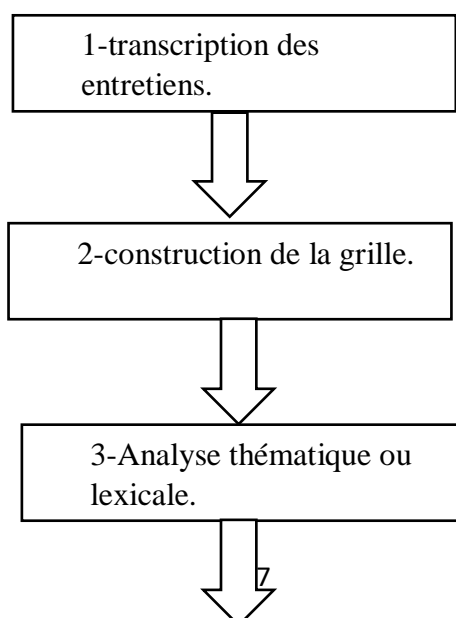 1-transcription des
entretiens.
2-construction de la grille.
3-Analyse thématique ou
lexicale.
7